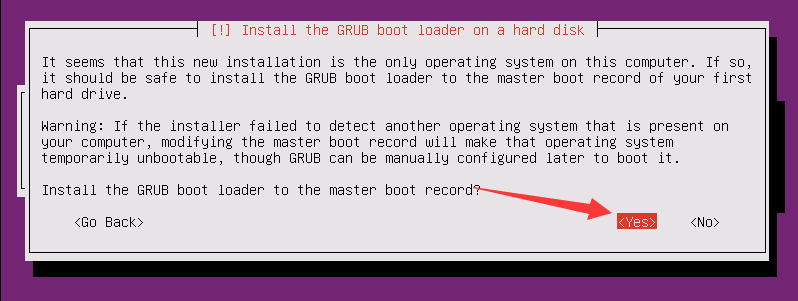 [!] Install the GRUB boot loader on a hard disk
It seems that this new installation is the only operating system on this computer. If so,
it should be safe to install the GRUB boot loader to the master boot record of your first
hard drive.
Warning: If the installer failed to detect another operating system that is present on
your computer, modifying the master boot record will make that operating system
temporarily unbootable, though GRUB can be manually configured later to boot it.
Install the GRUB boot loader to the master boot record?
<Go Back> <Yes> <No>